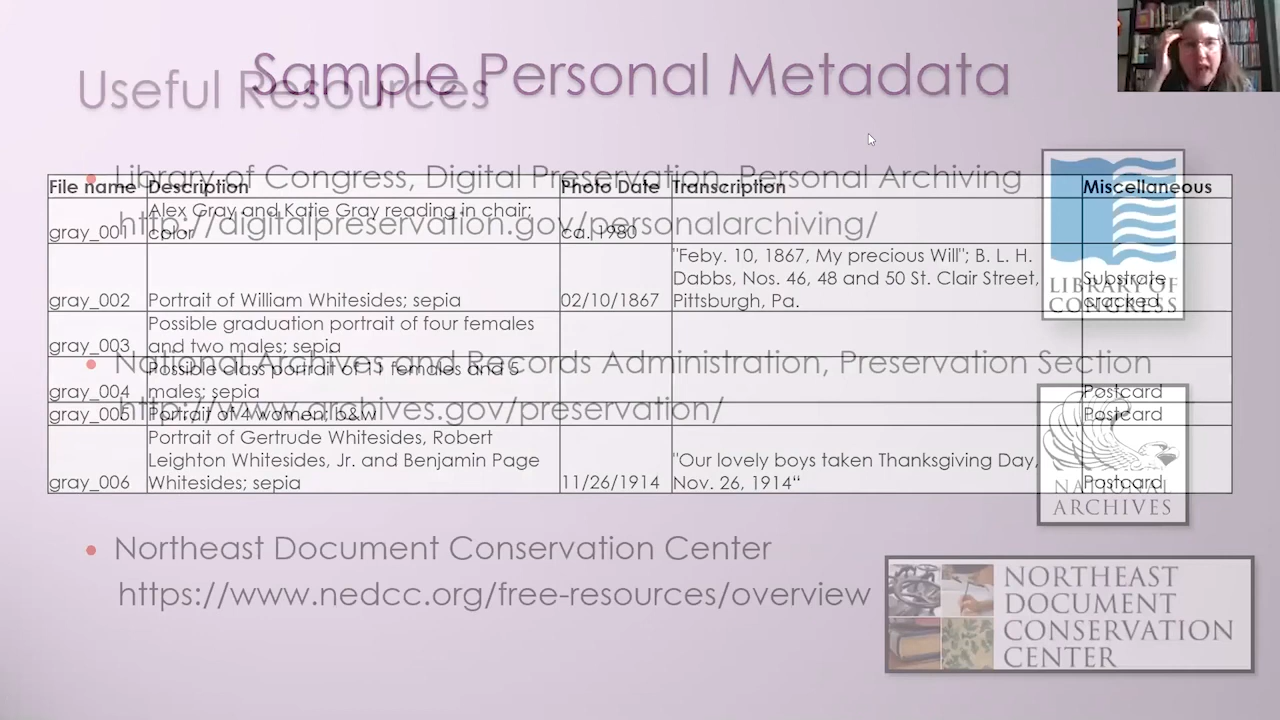 Sample Personal Metadata
Useful Resources
• Library of Congress, Digital Preservation, Personal Archiving
http://digitalpreservation.gov/personalarchiving/
• National Archives and Records Administration, Preservation Section
http://www.archives.gov/preservation/
• Northeast Document Conservation Center
https://www.nedcc.org/free-resources/overview
File name Description Photo Date Transcription Miscellaneous
Alex Gray and Katie Gray reading in chair;
gray_001 color ca. 1980
"Feby. 10, 1867, My precious Will"; B. L. H.
Dabbs, Nos. 46, 48 and 50 St. Clair Street, Substrate
gray_002 Portrait of William Whitesides; sepia 02/10/1867 Pittsburgh, Pa. cracked
Possible graduation portrait of four females
gray_003 and two males; sepia
Possible class portrait of 11 females and 5
gray_004 males; sepia Postcard
gray_005 Portrait of 4 women; b&w Postcard
Portrait of Gertrude Whitesides, Robert
Leighton Whitesides, Jr. and Benjamin Page "Our lovely boys taken Thanksgiving Day,
gray_006 Whitesides; sepia 11/26/1914 Nov. 26, 1914“ Postcard
LIBRARY OF
CONGRESS
NATIONAL
ARCHIVES
NORTHEAST
DOCUMENT
CONSERVATION
CENTER